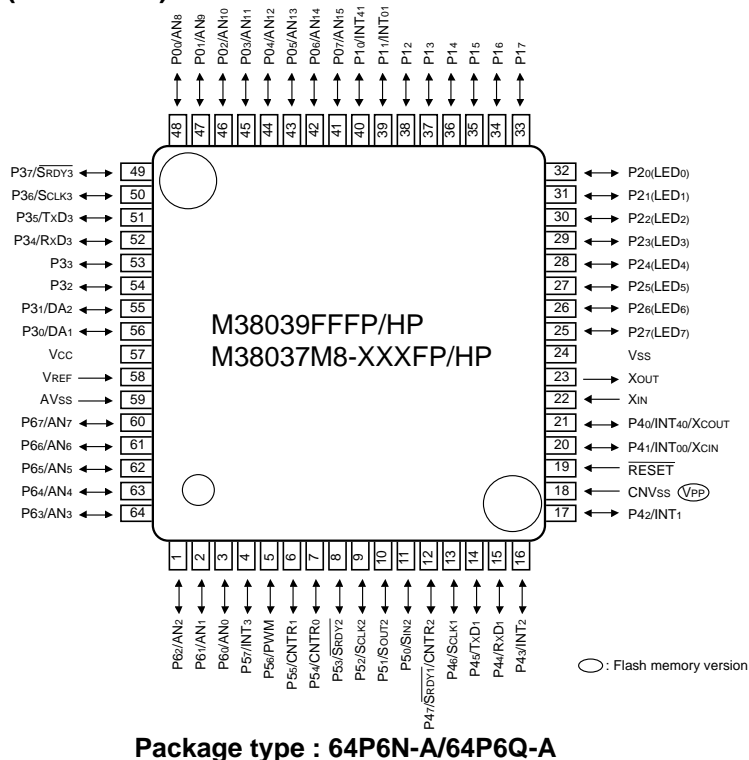 P00/AN8
P01/AN9
P02/AN10
P03/AN11
P04/AN12
P05/AN13
P06/AN14
P07/AN15
P10/INT41
P11/INT01
P12
P13
P14
P15
P16
P17
48 47 46 45 44 43 42 41 40 39 38 37 36 35 34 33
P37/SRDY3 49
P36/SCLK3 50
P35/TXD3 51
P34/RXD3 52
P33 53
P32 54
P31/DA2 55
P30/DA1 56
VCC 57
VREF 58
AVSS 59
P67/AN7 60
P66/AN6 61
P65/AN5 62
P64/AN4 63
P63/AN3 64
M38039FFFP/HP
M38037M8-XXXFP/HP
32 P20(LED0)
31 P21(LED1)
30 P22(LED2)
29 P23(LED3)
28 P24(LED4)
27 P25(LED5)
26 P26(LED6)
25 P27(LED7)
24 VSS
23 XOUT
22 XIN
21 P40/INT40/XCOUT
20 P41/INT00/XCIN
19 RESET
18 CNVSS VPP
17 P42/INT1
1 2 3 4 5 6 7 8 9 10 11 12 13 14 15 16
P62/AN2
P61/AN1
P60/AN0
P57/INT3
P56/PWM
P55/CNTR1
P54/CNTR0
P53/SRDY2
P52/SCLK2
P51/SOUT2
P50/SIN2
P47/SRDY1/CNTR2
P46/SCLK1
P45/TXD1
P44/RXD1
P43/INT2
: Flash memory version
Package type : 64P6N-A/64P6Q-A